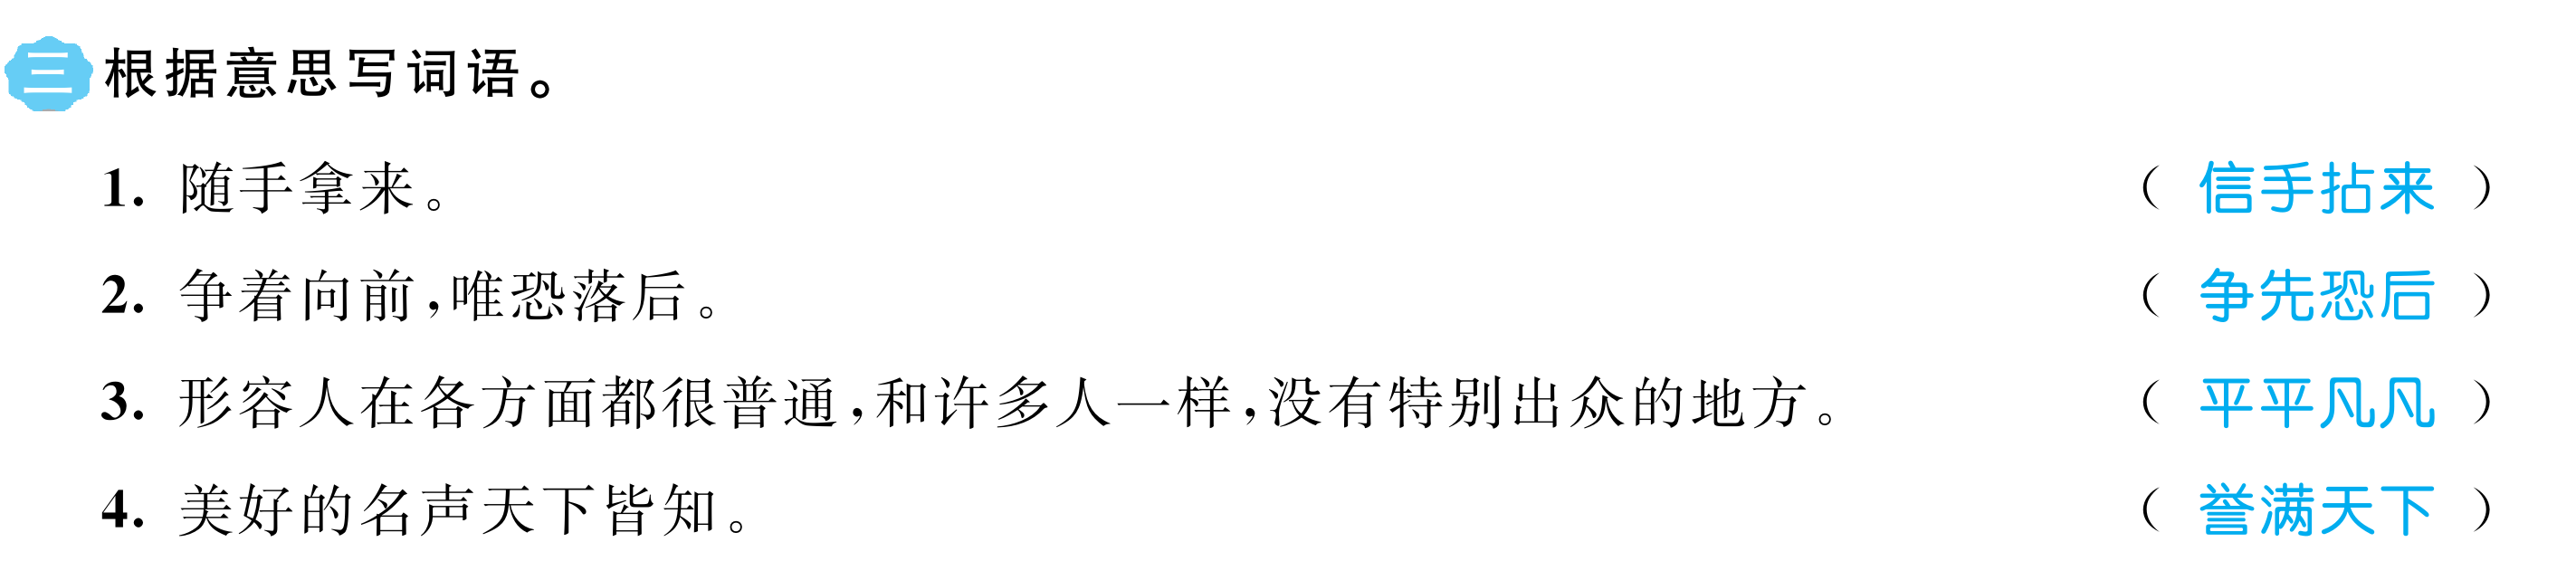 三 根据意思写词语。
1. 随手拿来。 （ 信手拈来 ）
2. 争着向前,唯恐落后。 （ 争先恐后 ）
3. 形容人在各方面都很普通,和许多人一样,没有特别出众的地方。 （ 平平凡凡 ）
4. 美好的名声天下皆知。 （ 誉满天下 ）